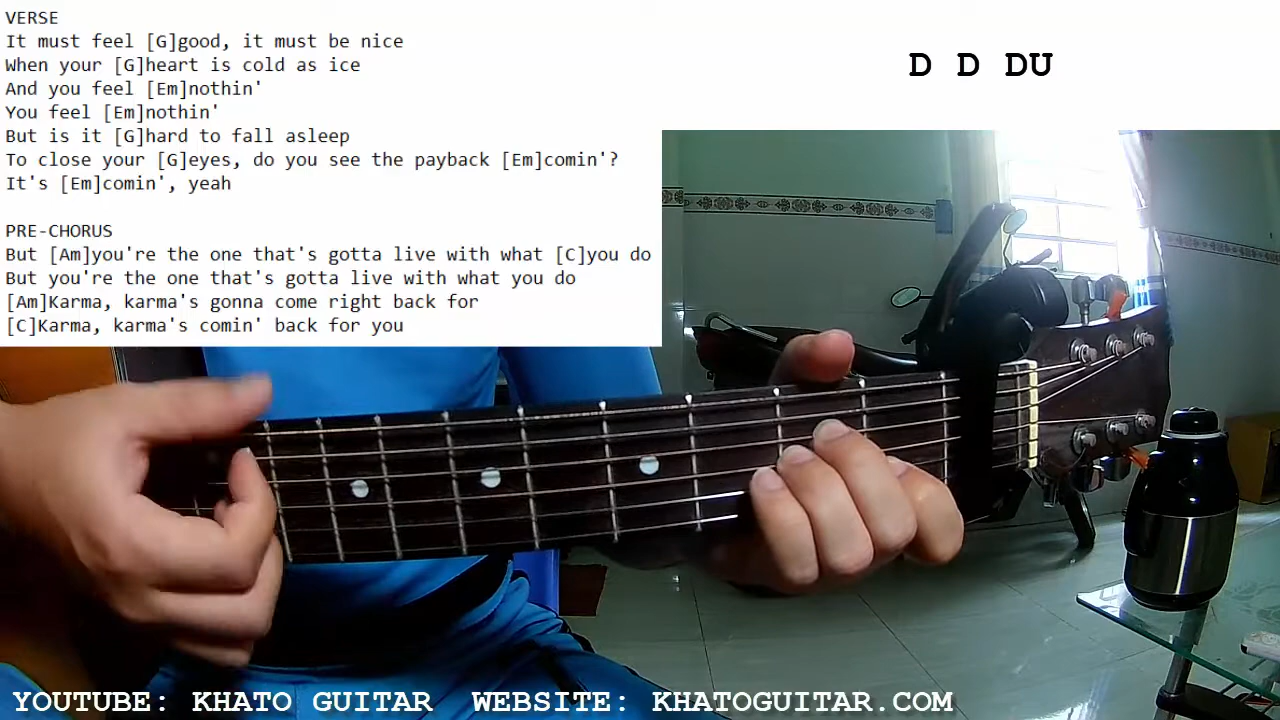 VERSE
It must feel [G]good, it must be nice
When your [G]heart is cold as ice
And you feel [Em]nothin'
You feel [Em]nothin'
But is it [G]hard to fall asleep
To close your [G]eyes, do you see the payback [Em]comin'?
It's [Em]comin', yeah
PRE-CHORUS
But [Am]you're the one that's gotta live with what [C]you do
But you're the one that's gotta live with what you do
[Am]Karma, karma's gonna come right back for
[C]Karma, karma's comin' back for you
D D DU
YOUTUBE: KHATO GUITAR WEBSITE: KHATOGUITAR.COM